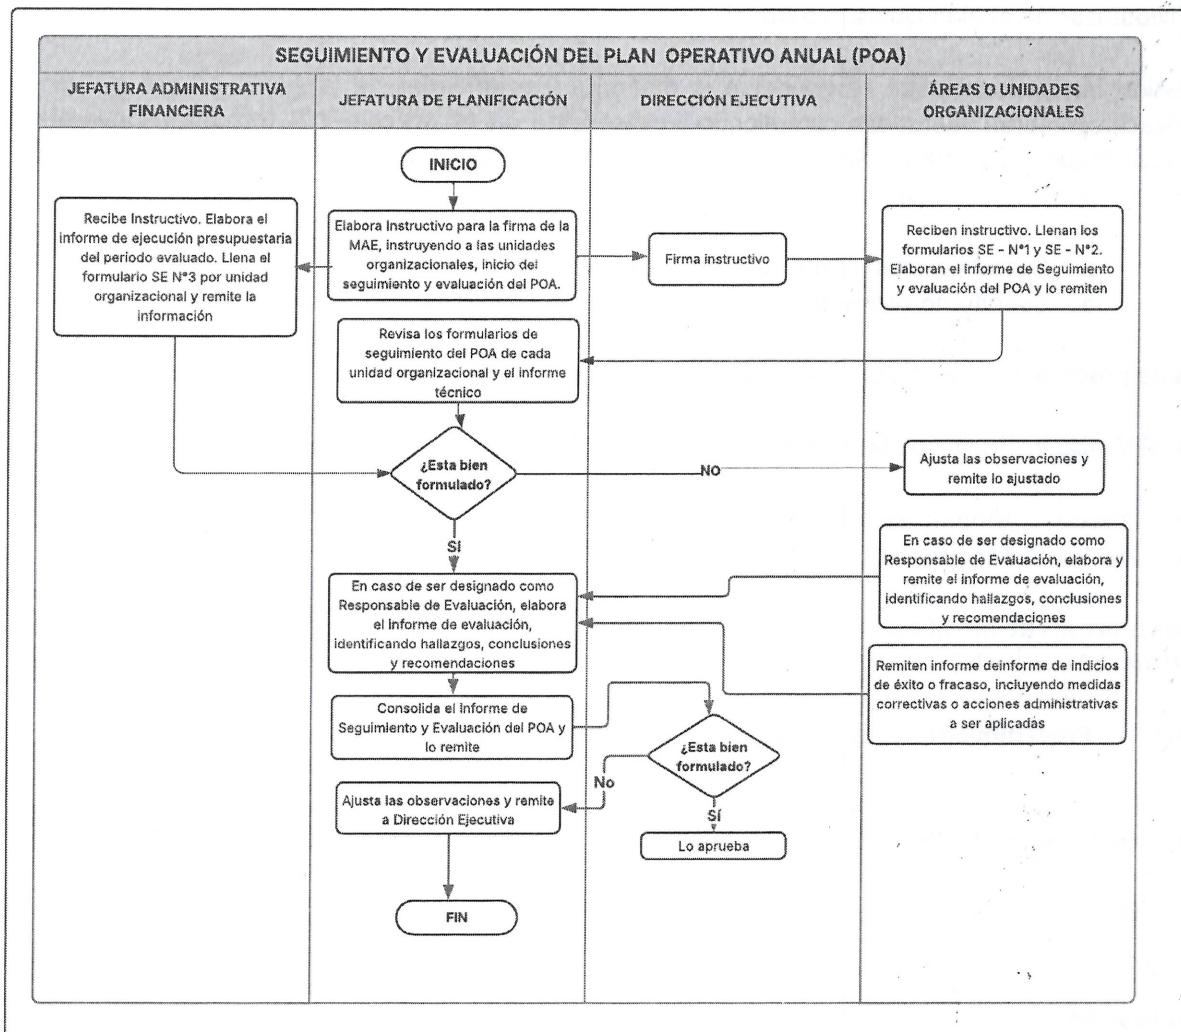 SEGUIMIENTO Y EVALUACIÓN DEL PLAN OPERATIVO ANUAL (POA)
JEFATURA ADMINISTRATIVA
FINANCIERA
JEFATURA DE PLANIFICACIÓN
DIRECCIÓN EJECUTIVA
ÁREAS O UNIDADES
ORGANIZACIONALES
INICIO
Recibe Instructivo. Elabora el
informe de ejecución presupuestaria
del periodo evaluado. Llena el
formulario SE N°3 por unidad
organizacional y remite la
información
Elabora Instructivo para la firma de la
MAE, instruyendo a las unidades
organizacionales, inicio del
seguimiento y evaluación del POA.
Firma instructivo
Reciben instructivo. Llenan los
formularios SE - N°1 y SE - N°2.
Elaboran el informe de Seguimiento
y evaluación del POA y lo remiten
Revisa los formularios de
seguimiento del POA de cada
unidad organizacional y el informe
técnico
¿Esta bien
formulado?
NO
Ajusta las observaciones y
remite lo ajustado
SÍ
En caso de ser designado como
Responsable de Evaluación, elabora
el informe de evaluación,
identificando hallazgos, conclusiones
y recomendaciones
En caso de ser designado como
Responsable de Evaluación, elabora y
remite el informe de evaluación,
identificando hallazgos, conclusiones
y recomendaciones
Remiten informe deinforme de indicios
de éxito o fracaso, incluyendo medidas
correctivas o acciones administrativas
a ser aplicadas
Consolida el Informe de
Seguimiento y Evaluación del POA y
lo remite
¿Esta bien
formulado?
No
Ajusta las observaciones y remite
a Dirección Ejecutiva
SÍ
Lo aprueba
FIN